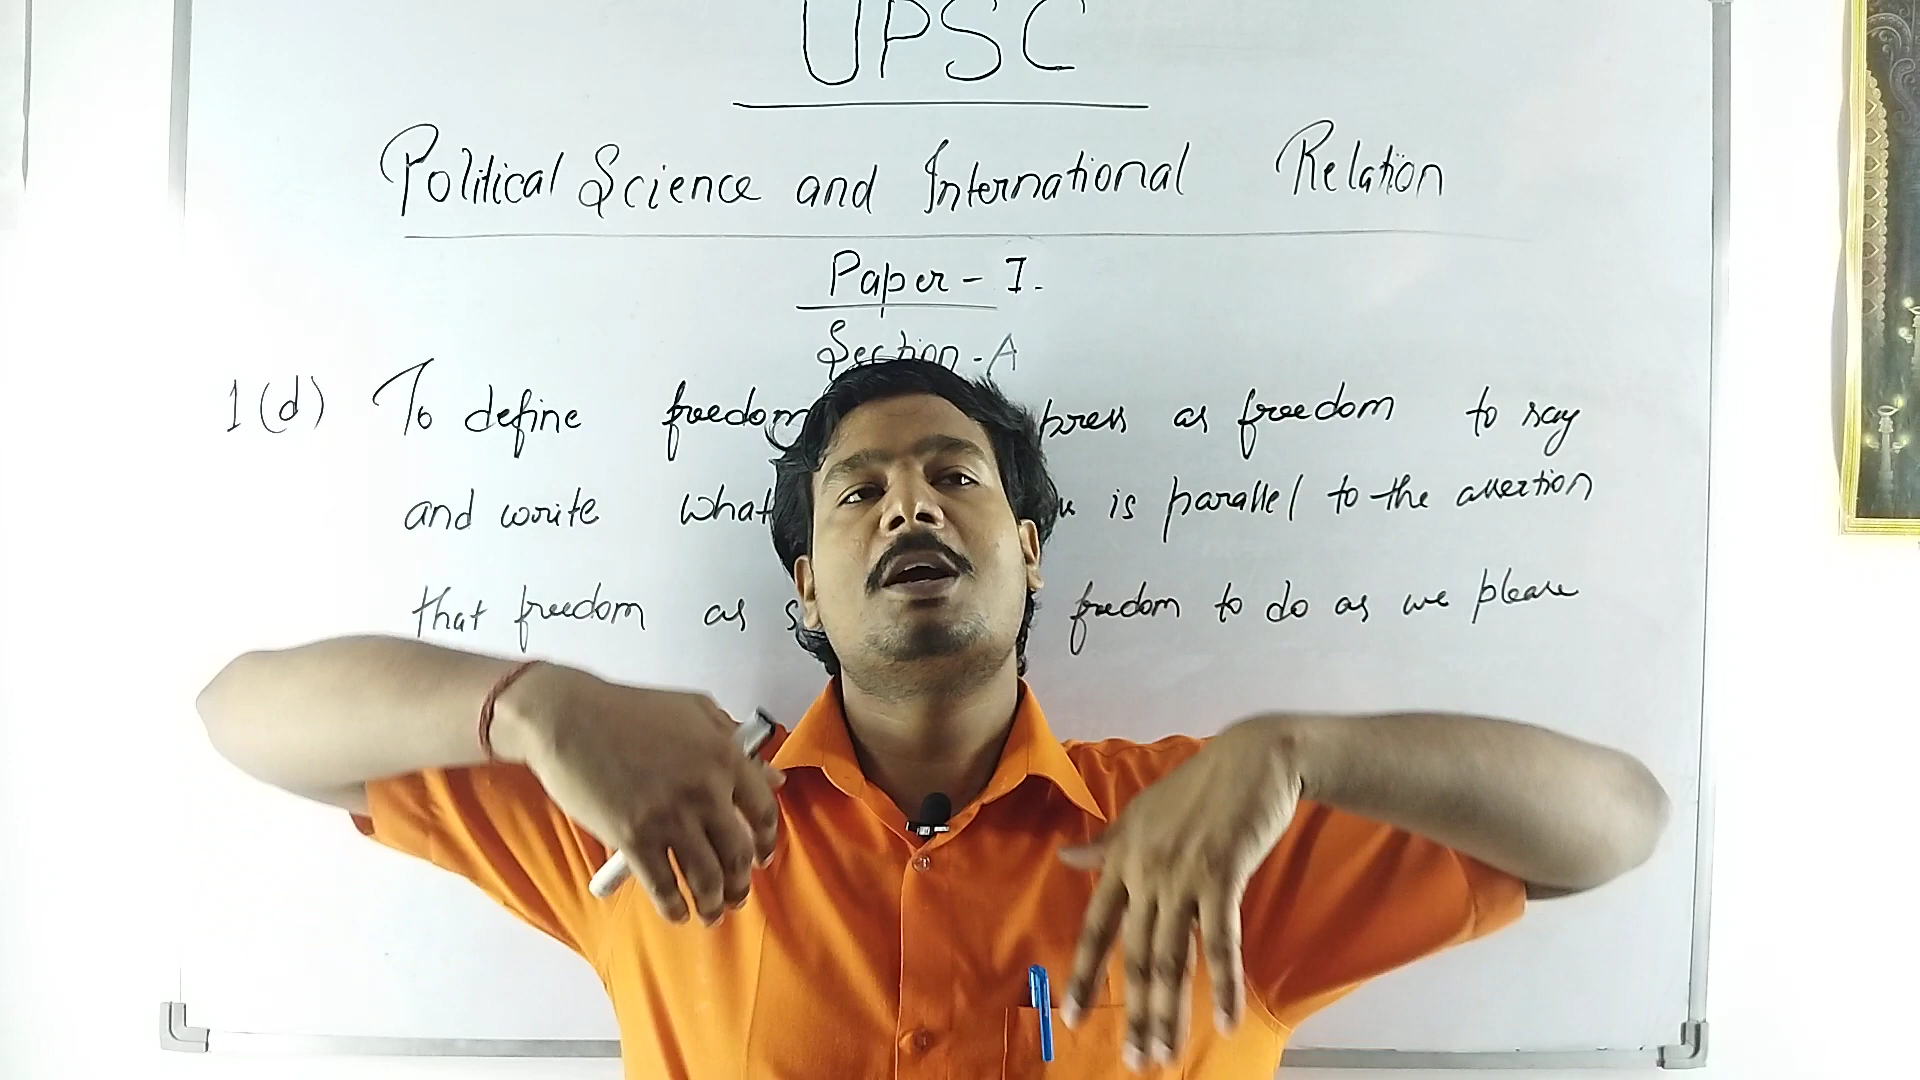 UPSC
Political Science and International Relation
Paper - I.
Section - A
1(d) To define freedom press as freedom to say
and write what is parallel to the assertion
that freedom as freedom to do as we please